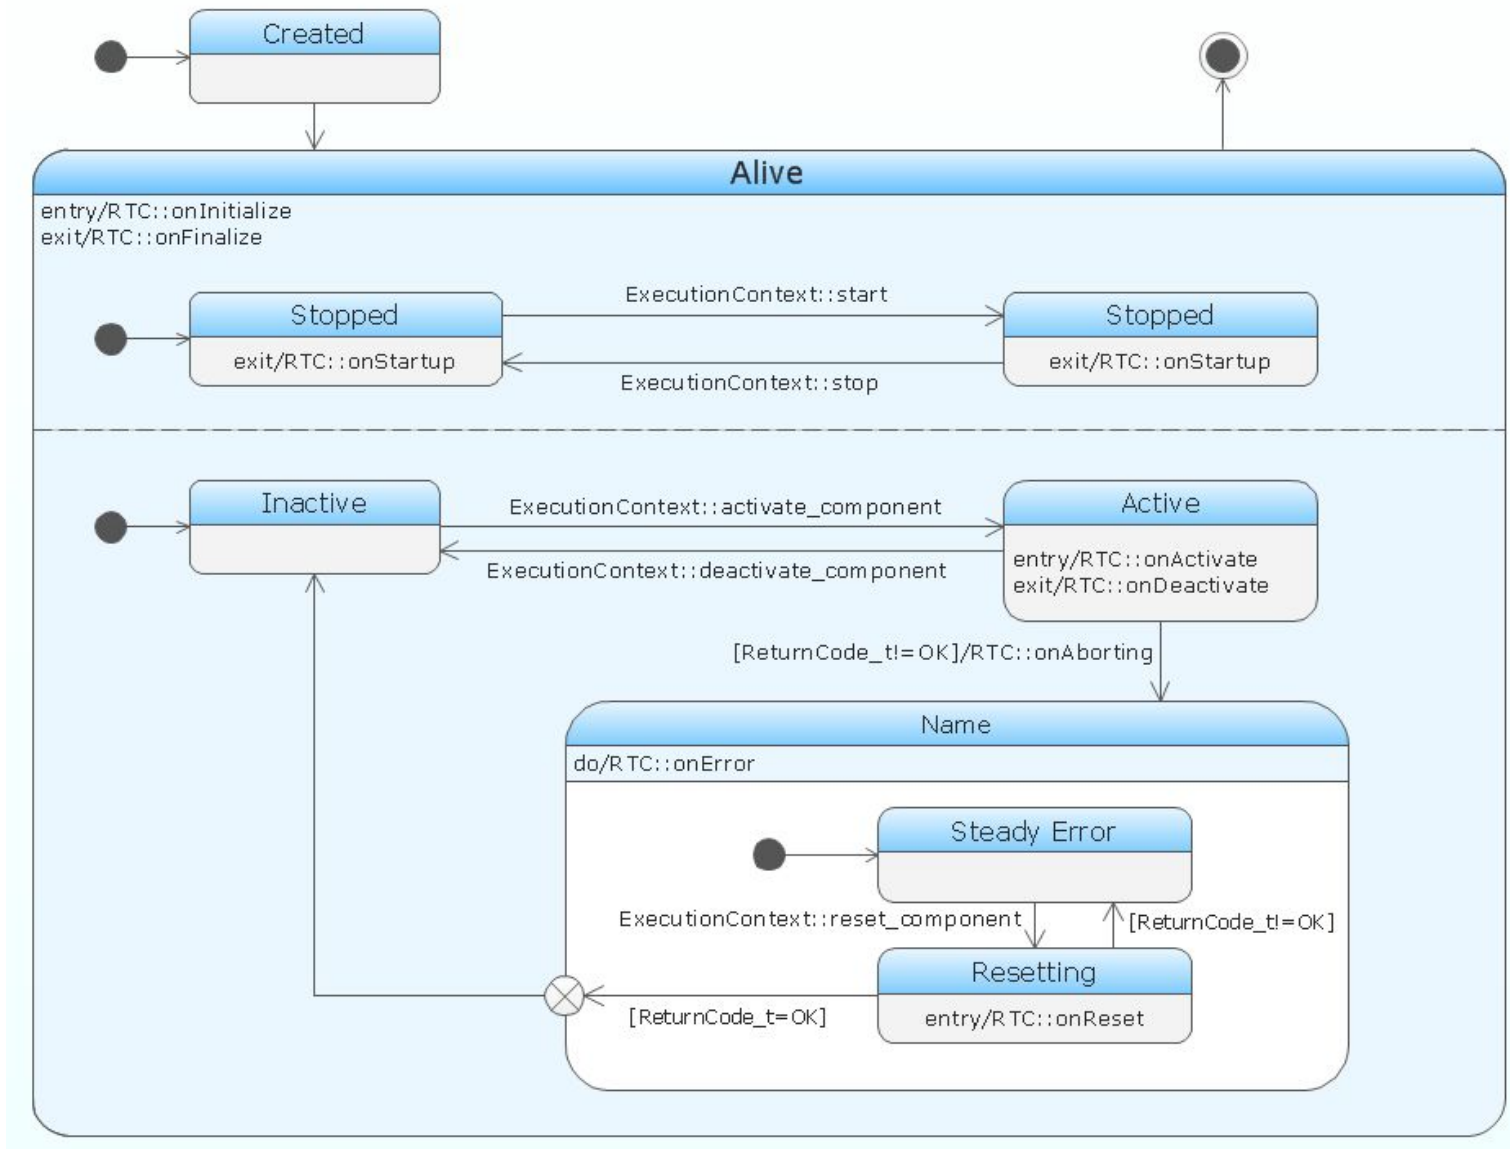 Created
Alive
entry/RTC::onInitialize
exit/RTC::onFinalize
ExecutionContext::start
Stopped
Stopped
exit/RTC::onStartup
exit/RTC::onStartup
ExecutionContext::stop
Inactive
ExecutionContext::activate_component
Active
ExecutionContext::deactivate_component
entry/RTC::onActivate
exit/RTC::onDeactivate
[ReturnCode_t!=OK]/RTC::onAborting
Name
do/RTC::onError
Steady Error
ExecutionContext::reset_component
[ReturnCode_t!=OK]
Resetting
[ReturnCode_t=OK]
entry/RTC::onReset